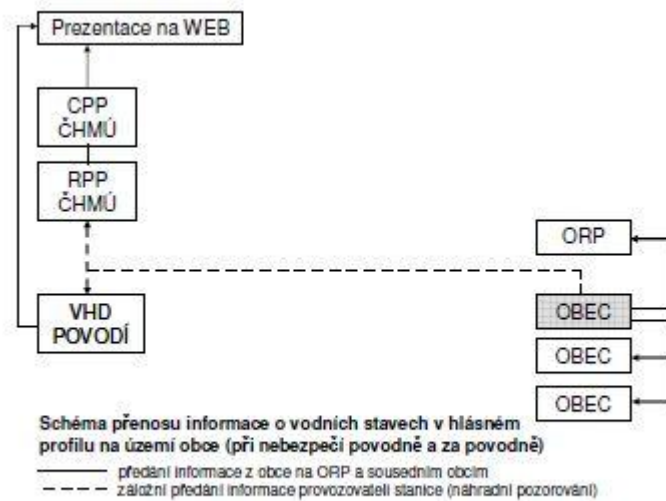 Prezentace na WEB
CPP
ČHMÚ
RPP
ČHMÚ
ORP
VHD
POVODÍ
OBEC
OBEC
OBEC
Schéma přenosu informace o vodních stavech v hlásném
profilu na území obce (při nebezpečí povodně a za povodně)
předání informace z obce na ORP a sousedním obcím
záložní předání informace provozovateli stanice (náhradní pozorování)